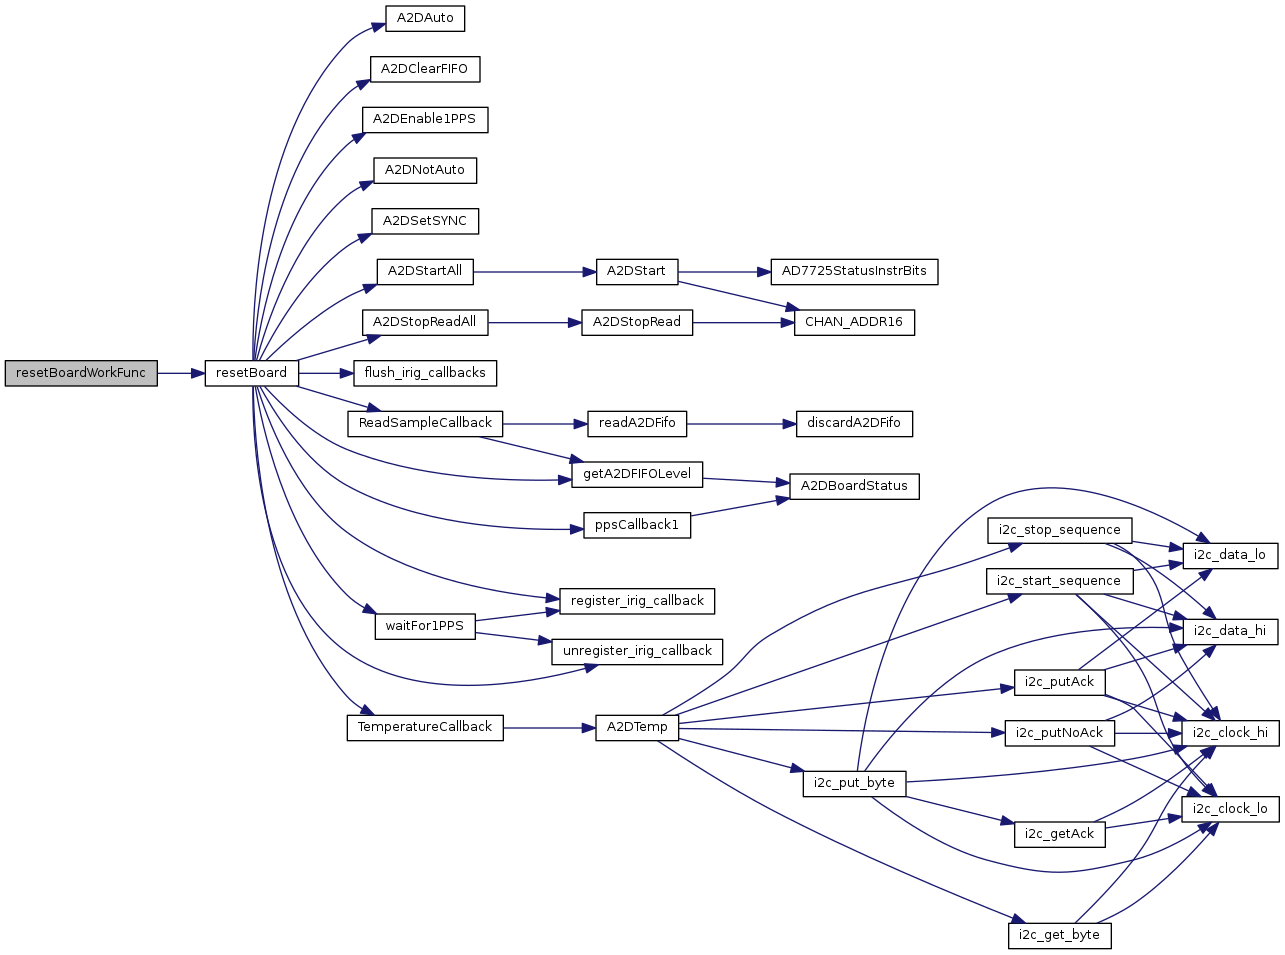 A2DAuto
A2DClearFIFO
A2DEnable1PPS
A2DNotAuto
A2DSetSYNC
A2DStartAll
A2DStart
AD7725StatusInstrBits
A2DStopReadAll
A2DStopRead
CHAN_ADDR16
resetBoardWorkFunc
resetBoard
flush_irig_callbacks
ReadSampleCallback
readA2DFifo
discardA2DFifo
getA2DFIFOLevel
A2DBoardStatus
ppsCallback1
i2c_stop_sequence
i2c_data_lo
i2c_start_sequence
register_irig_callback
waitFor1PPS
i2c_data_hi
unregister_irig_callback
i2c_putAck
TemperatureCallback
A2DTemp
i2c_putNoAck
i2c_clock_hi
i2c_put_byte
i2c_clock_lo
i2c_getAck
i2c_get_byte